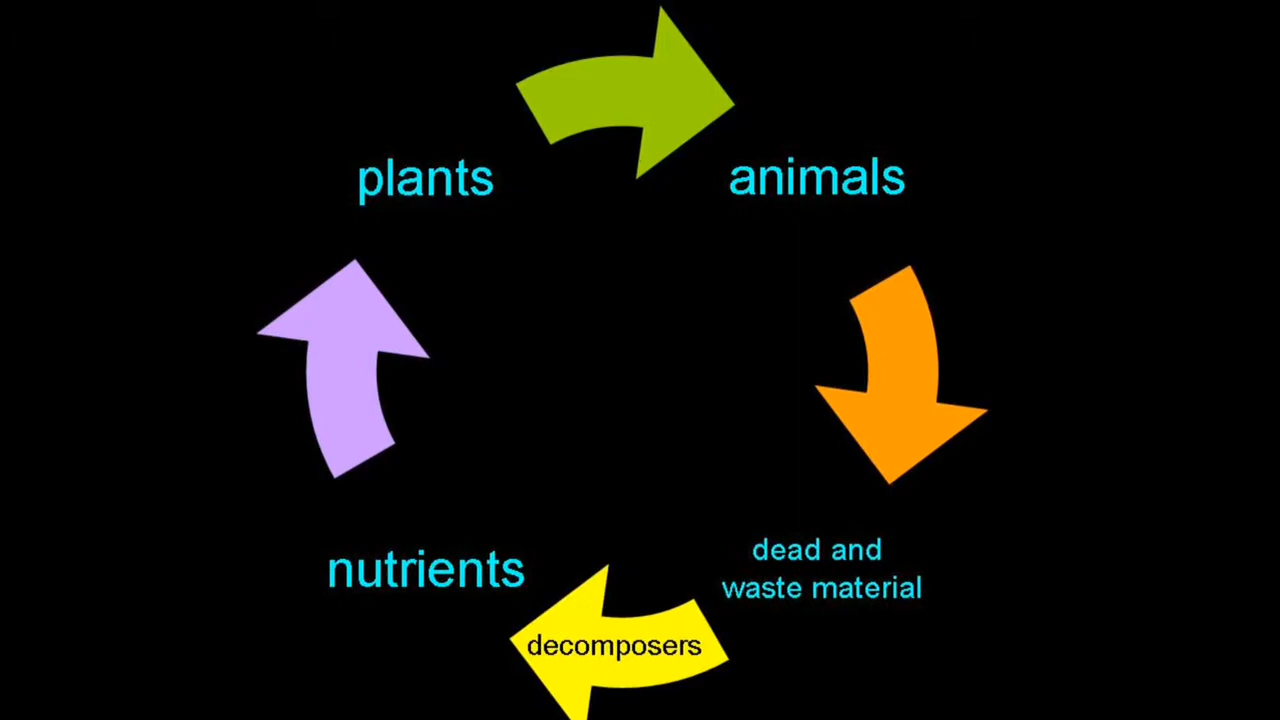 plants
animals
dead and
waste material
decomposers
nutrients